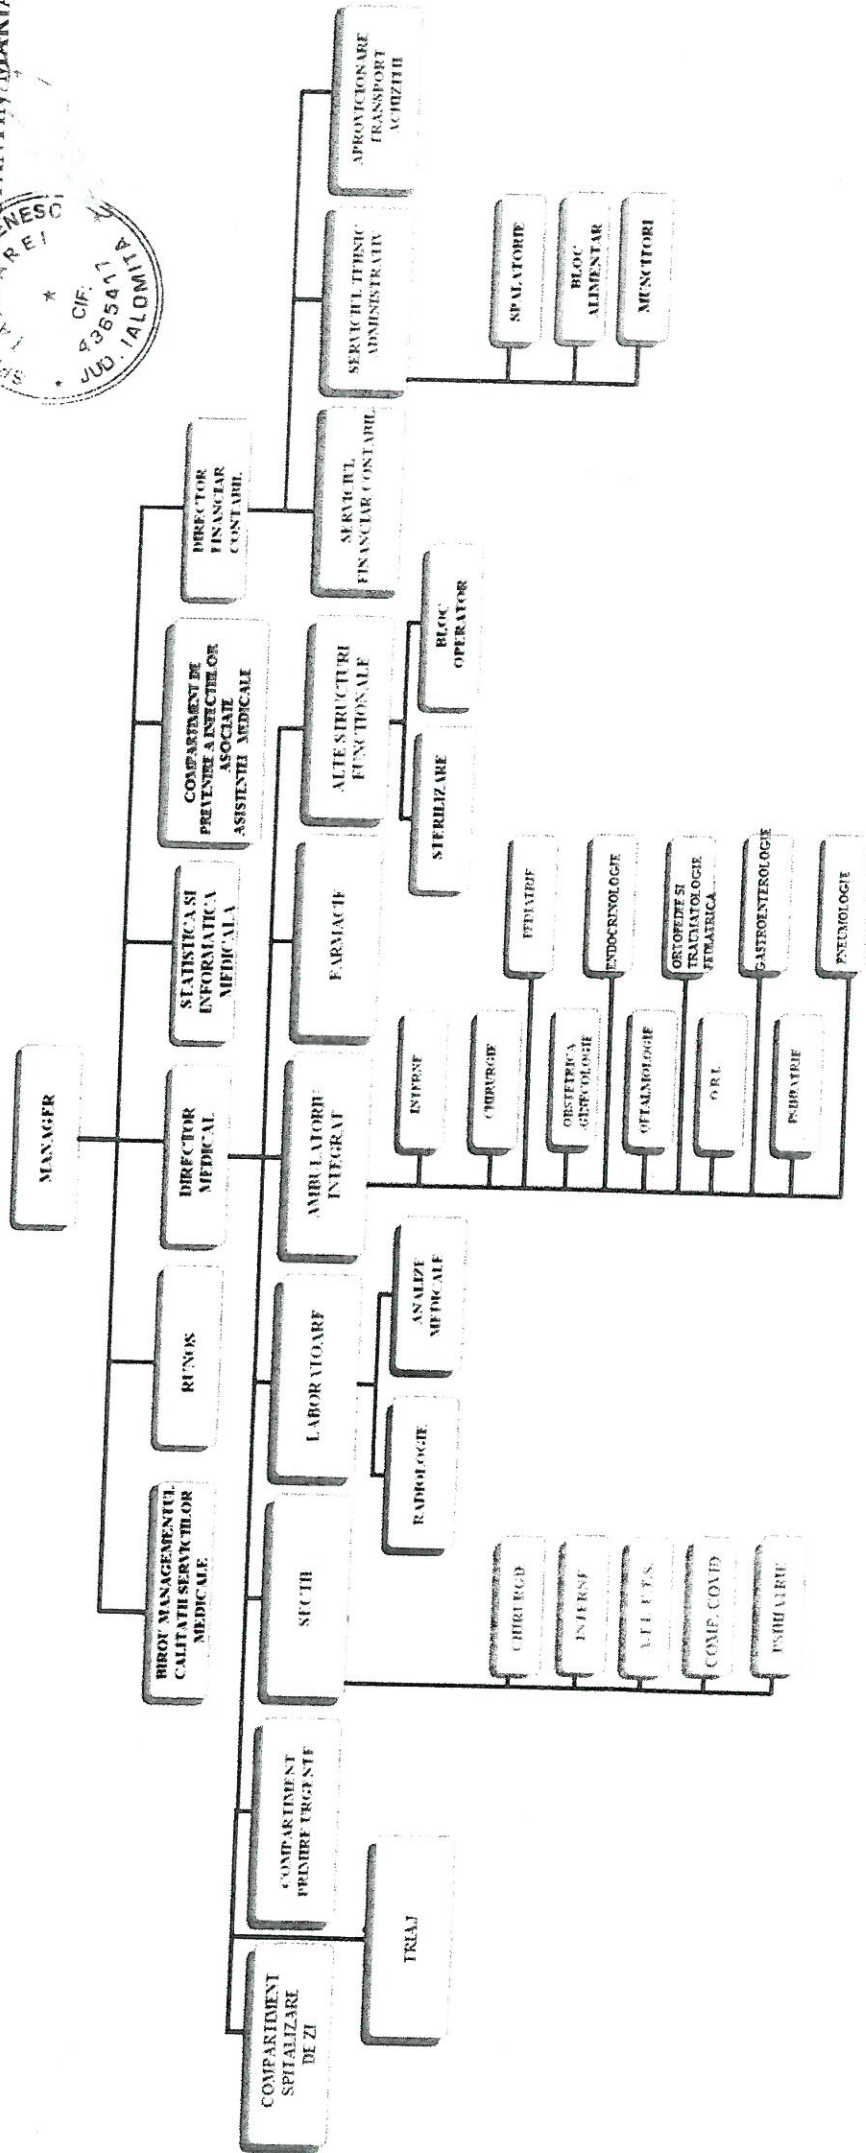 MARIA
JUD. IALOMITA
CIF.
4365417
MANAGER
BIROU MANAGEMENTUL
CALITATII SERVICIILOR
MEDICALE
RUNOS
DIRECTOR
MEDICAL
STATISTICA SI
INFORMATICA
MEDICALA
COMPARTIMENT DE
PREVENIRE A INFECTIILOR
ASOCIATE
ASISTENTEI MEDICALE
DIRECTOR
FINANCIAR
CONTABIL
COMPARTIMENT
SPITALIZARE
DE ZI
COMPARTIMENT
PRIMIRE URGENTE
SECTII
LABORATOARE
AMBULATORIU
INTEGRAT
FARMACIE
ALTE STRUCTURI
FUNCTIONALE
SERVICIUL
FINANCIAR CONTABIL
SERVICIUL TEHNIC
ADMINISTRATIV
APROVICIONARE
TRANSPORT
ACHIZITII
TRIAJ
RADIOLOGIE
ANALIZE
MEDICALE
STERILIZARE
BLOC
OPERATOR
CHIRURGIE
INTERNE
COMP. COVID
PSIHIATRIE
INTERNE
CHIRURGIE
PEDIATRIE
OBSTETRICA
GINECOLOGIE
ENDOCRINOLOGIE
OFTALMOLOGIE
ORTOPEDIE SI
TRAUMATOLOGIE
PEDIATRICA
O.R.L
GASTROENTEROLOGIE
PSIHIATRIE
PNEUMOLOGIE
SPALATORIE
BLOC
ALIMENTAR
MUNCITORI